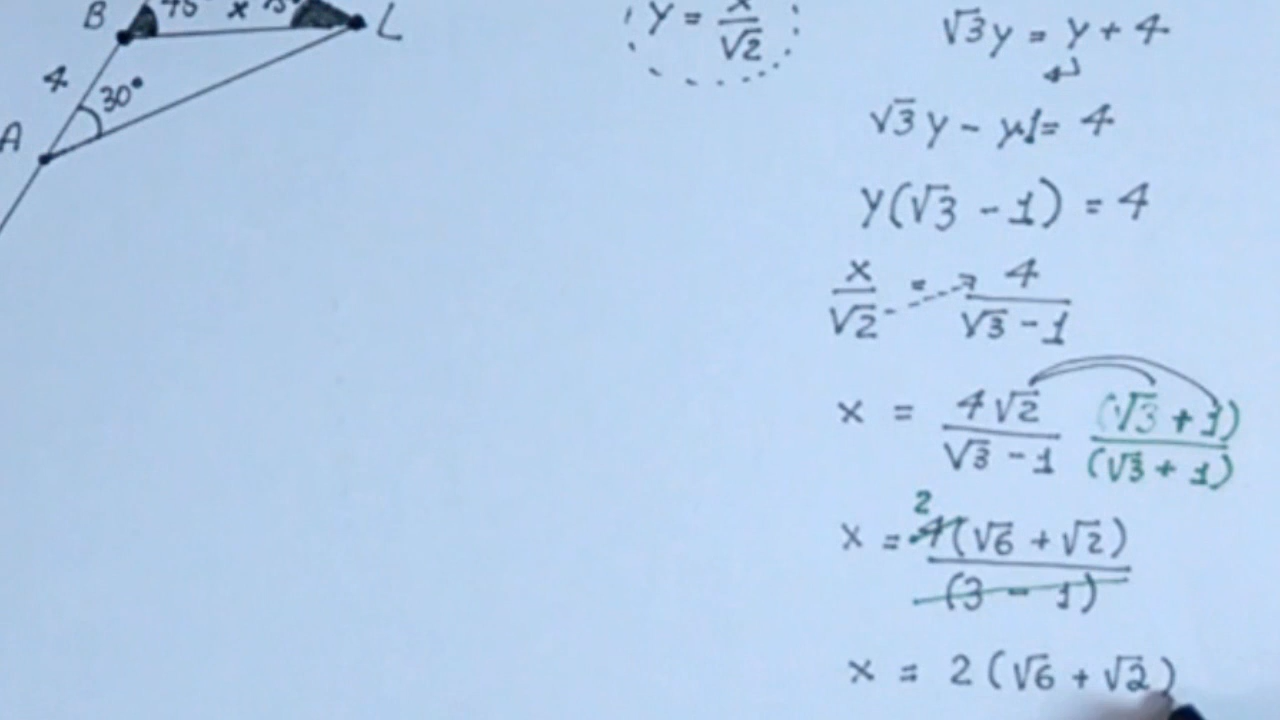 B 45° x L
4 30°
A
y = x/√2
√3y = y + 4
√3y - y1 = 4
y(√3 - 1) = 4
x/√2 = 4/(√3 - 1)
x = 4√2/(√3 - 1) (√3 + 1)/(√3 + 1)
2
x = 4(√6 + √2)/(3 - 1)
x = 2(√6 + √2)